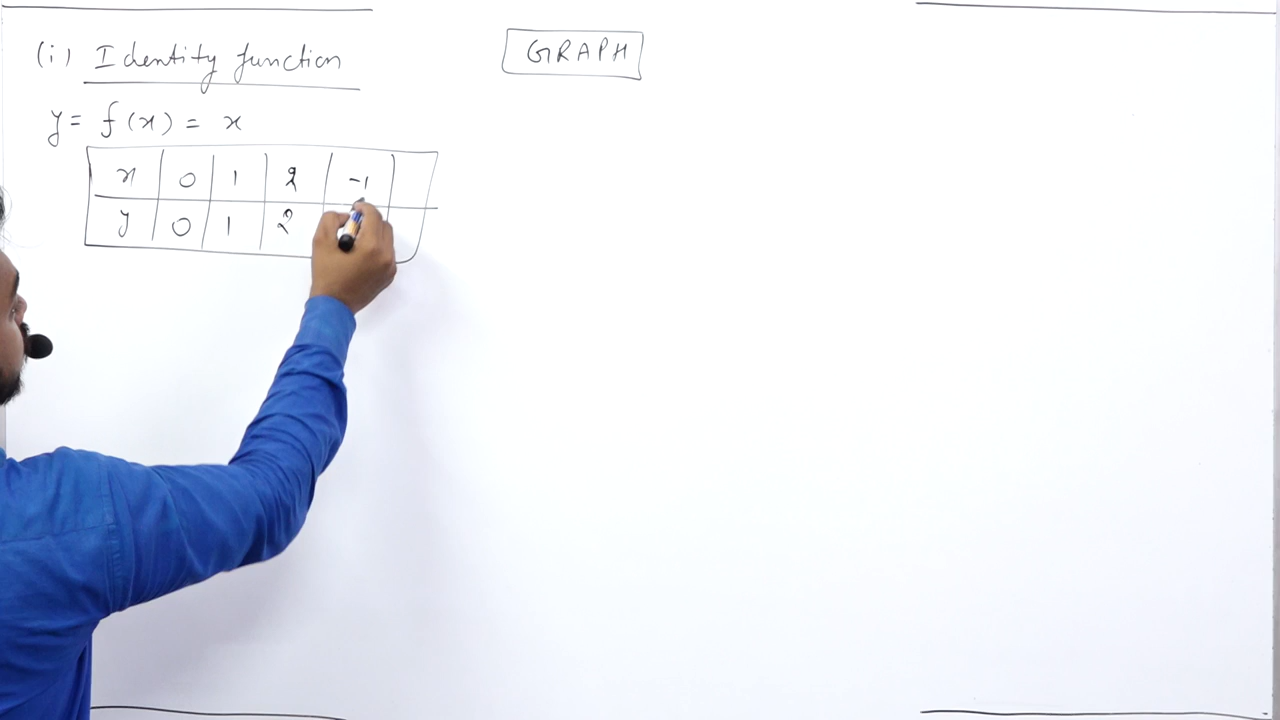 (i) Identity function
GRAPH
y = f(x) = x
x 0 1 2 -1
y 0 1 2